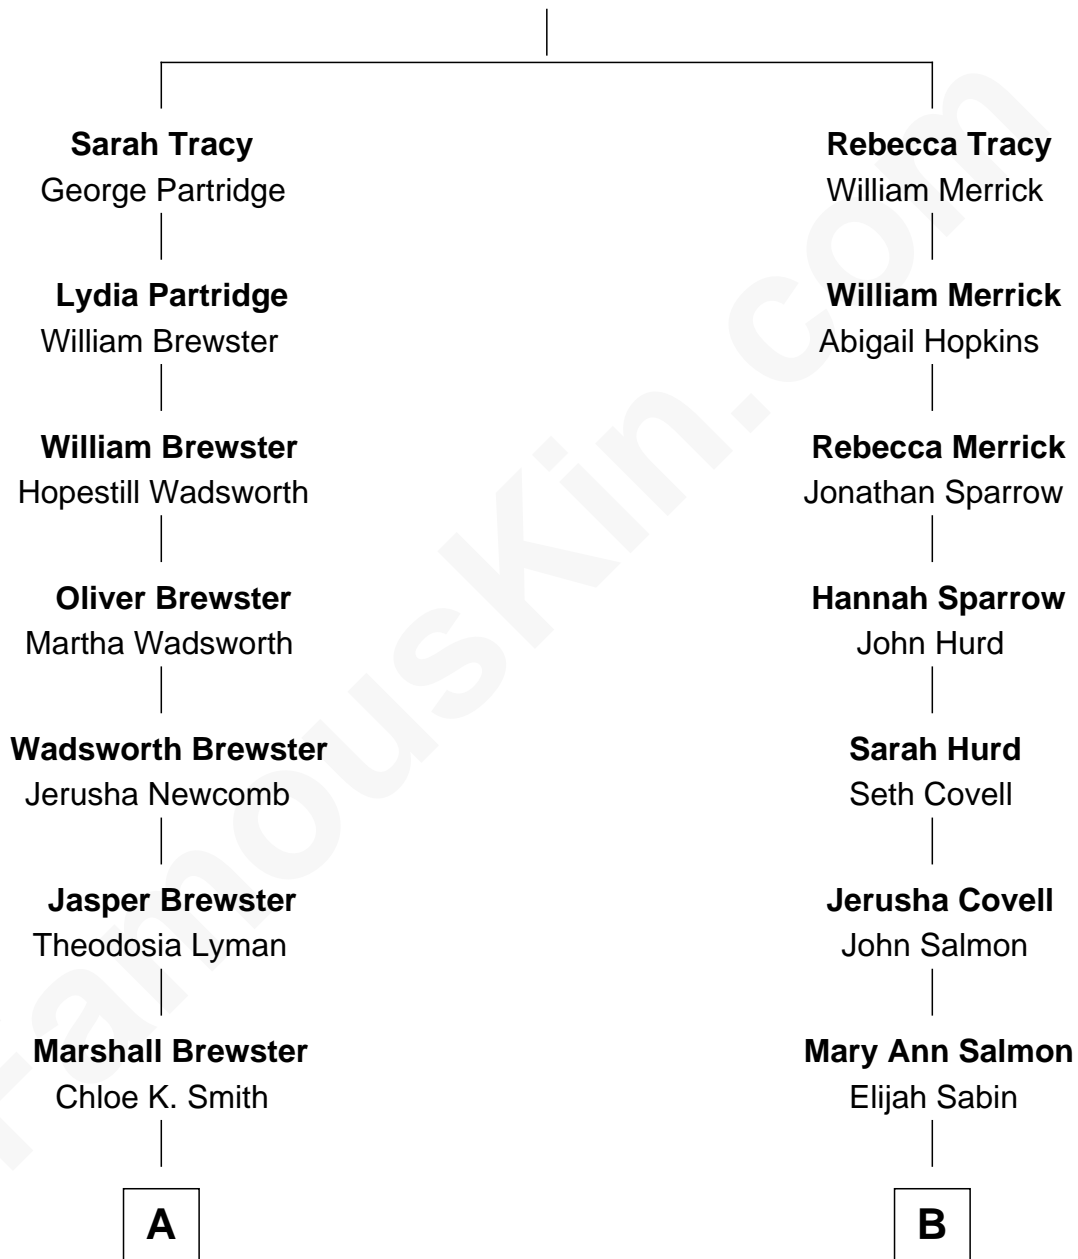 Sarah Tracy
George Partridge
Lydia Partridge
William Brewster
William Brewster
Hopestill Wadsworth
Oliver Brewster
Martha Wadsworth
Wadsworth Brewster
Jerusha Newcomb
Jasper Brewster
Theodosia Lyman
Marshall Brewster
Chloe K. Smith
A
Rebecca Tracy
William Merrick
William Merrick
Abigail Hopkins
Rebecca Merrick
Jonathan Sparrow
Hannah Sparrow
John Hurd
Sarah Hurd
Seth Covell
Jerusha Covell
John Salmon
Mary Ann Salmon
Elijah Sabin
B
FamousKin.com